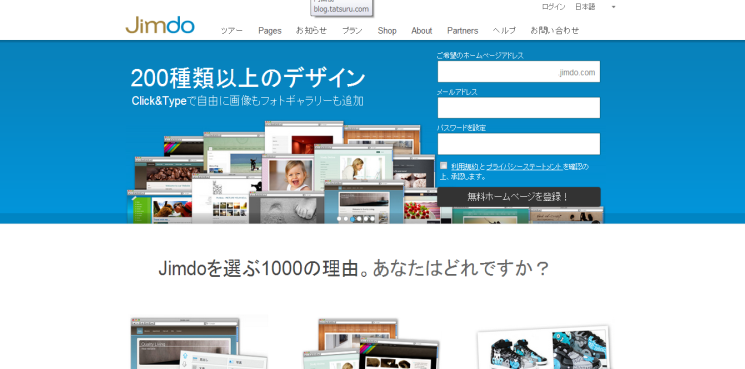 blog.tatsuru.com
ログイン 日本語
Jimdo
ツアー Pages お知らせ プラン Shop About Partners ヘルプ お問い合わせ
200種類以上のデザイン
Click&Typeで自由に画像もフォトギャラリーも追加
ご希望のホームページアドレス
.jimdo.com
メールアドレス
パスワードを設定
利用規約とプライバシーステートメントを確認の
上、承認します。
無料ホームページを登録！
Jimdoを選ぶ1000の理由。あなたはどれですか？